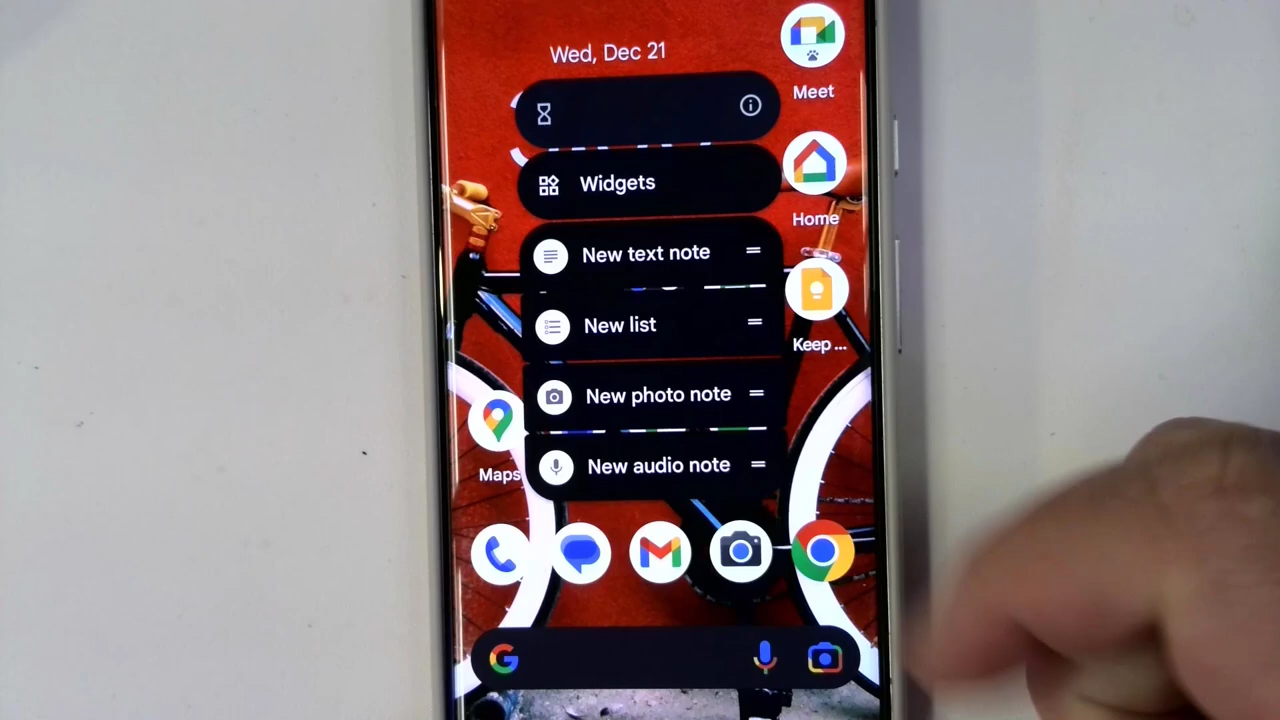 Wed, Dec 21
Meet
Widgets
Home
New text note
New list
Keep ...
New photo note
New audio note
Maps